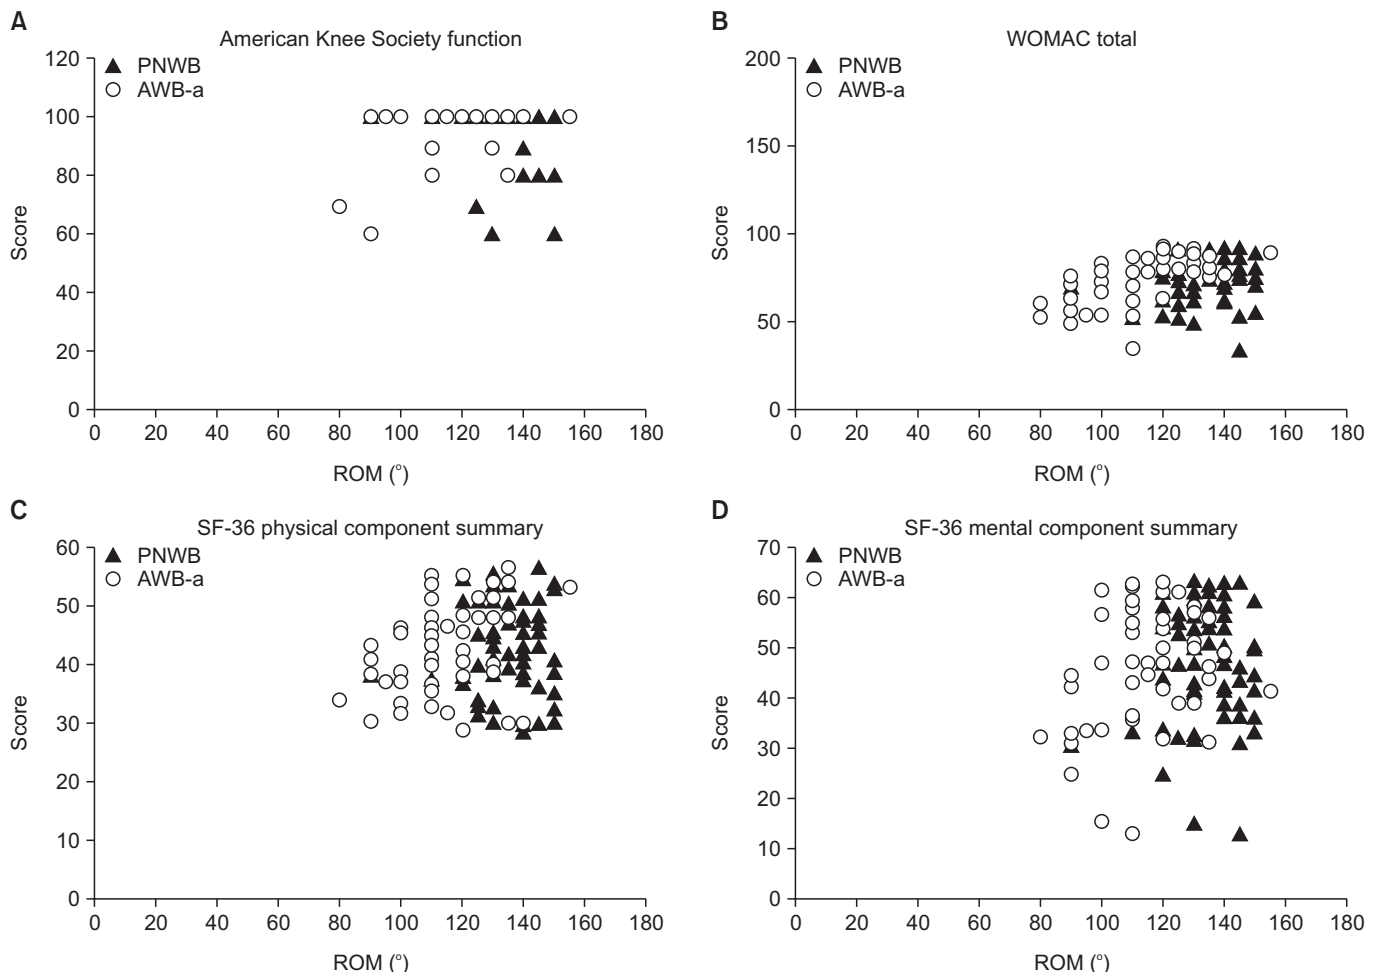 A
American Knee Society function
120
100
80
60
40
20
0
Score
PNWB
AWB-a
0 20 40 60 80 100 120 140 160 180
ROM (°)
B
WOMAC total
200
150
100
50
0
Score
PNWB
AWB-a
0 20 40 60 80 100 120 140 160 180
ROM (°)
C
SF-36 physical component summary
60
50
40
30
20
10
0
Score
PNWB
AWB-a
0 20 40 60 80 100 120 140 160 180
ROM (°)
D
SF-36 mental component summary
70
60
50
40
30
20
10
0
Score
PNWB
AWB-a
0 20 40 60 80 100 120 140 160 180
ROM (°)